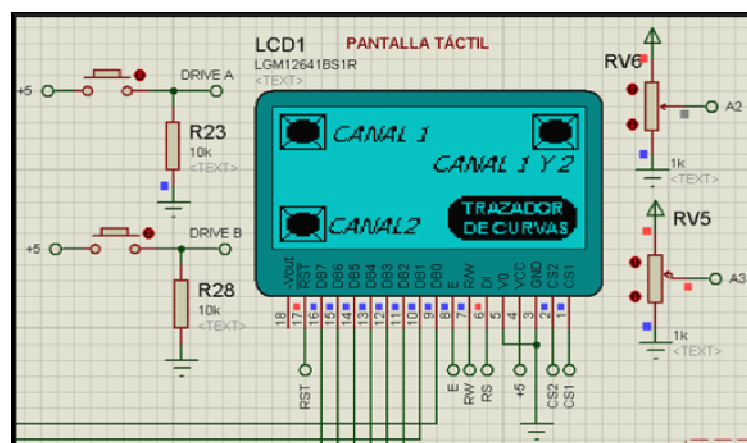 LCD1
PANTALLA TÁCTIL
LGM12641BS1R
<TEXT>
DRIVE A
+5
R23
10k
<TEXT>
DRIVE B
+5
R28
10k
<TEXT>
CANAL 1
CANAL 1 Y 2
CANAL2
TRAZADOR
DE CURVAS
-Vout
RST
DB7
DB6
DB5
DB4
DB3
DB2
DB1
DB0
E
R/W
DI
V0
VCC
GND
CS2
CS1
18
17
16
15
14
13
12
11
10
9
8
7
6
5
4
3
2
1
RST
E
RW
RS
+5
CS2
CS1
RV6
A2
1k
<TEXT>
RV5
A3
1k
<TEXT>